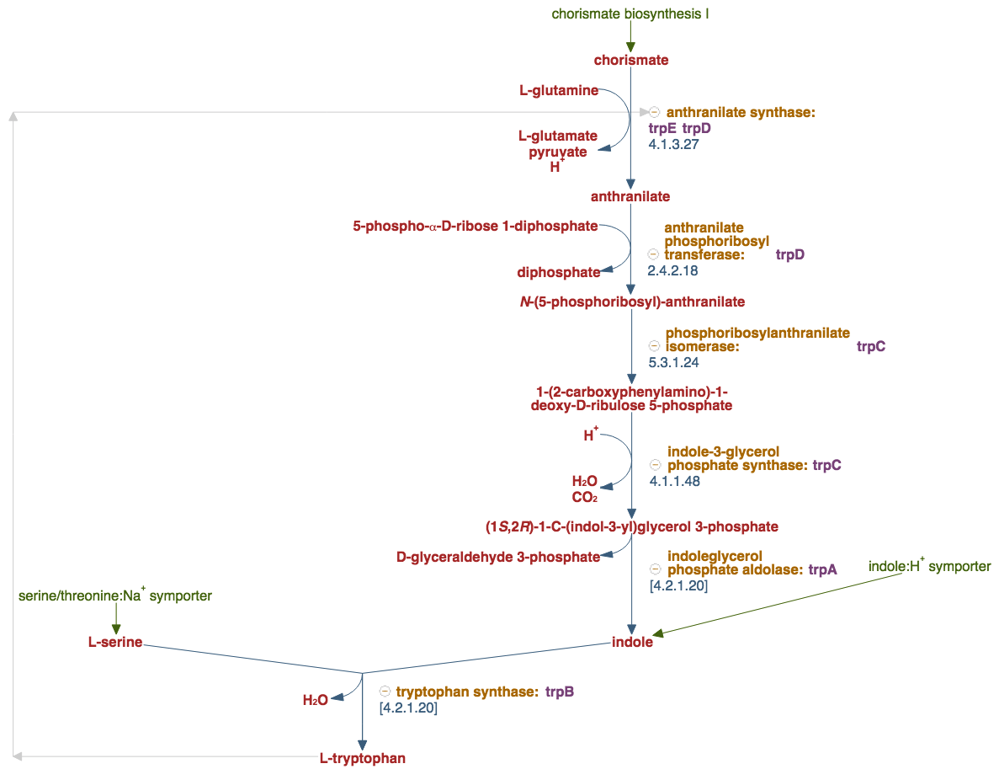 chorismate biosynthesis I
chorismate
L-glutamine
⊖ anthranilate synthase:
trpE trpD
4.1.3.27
L-glutamate
pyruvate
H+
anthranilate
5-phospho-α-D-ribose 1-diphosphate
anthranilate
phosphoribosyl
⊖ transferase: trpD
2.4.2.18
diphosphate
N-(5-phosphoribosyl)-anthranilate
phosphoribosylanthranilate
⊖ isomerase: trpC
5.3.1.24
1-(2-carboxyphenylamino)-1-
deoxy-D-ribulose 5-phosphate
H+
indole-3-glycerol
⊖ phosphate synthase: trpC
4.1.1.48
H2O
CO2
(1S,2R)-1-C-(indol-3-yl)glycerol 3-phosphate
D-glyceraldehyde 3-phosphate
indoleglycerol
⊖ phosphate aldolase: trpA
[4.2.1.20]
indole:H+ symporter
serine/threonine:Na+ symporter
L-serine
indole
H2O
⊖ tryptophan synthase: trpB
[4.2.1.20]
L-tryptophan